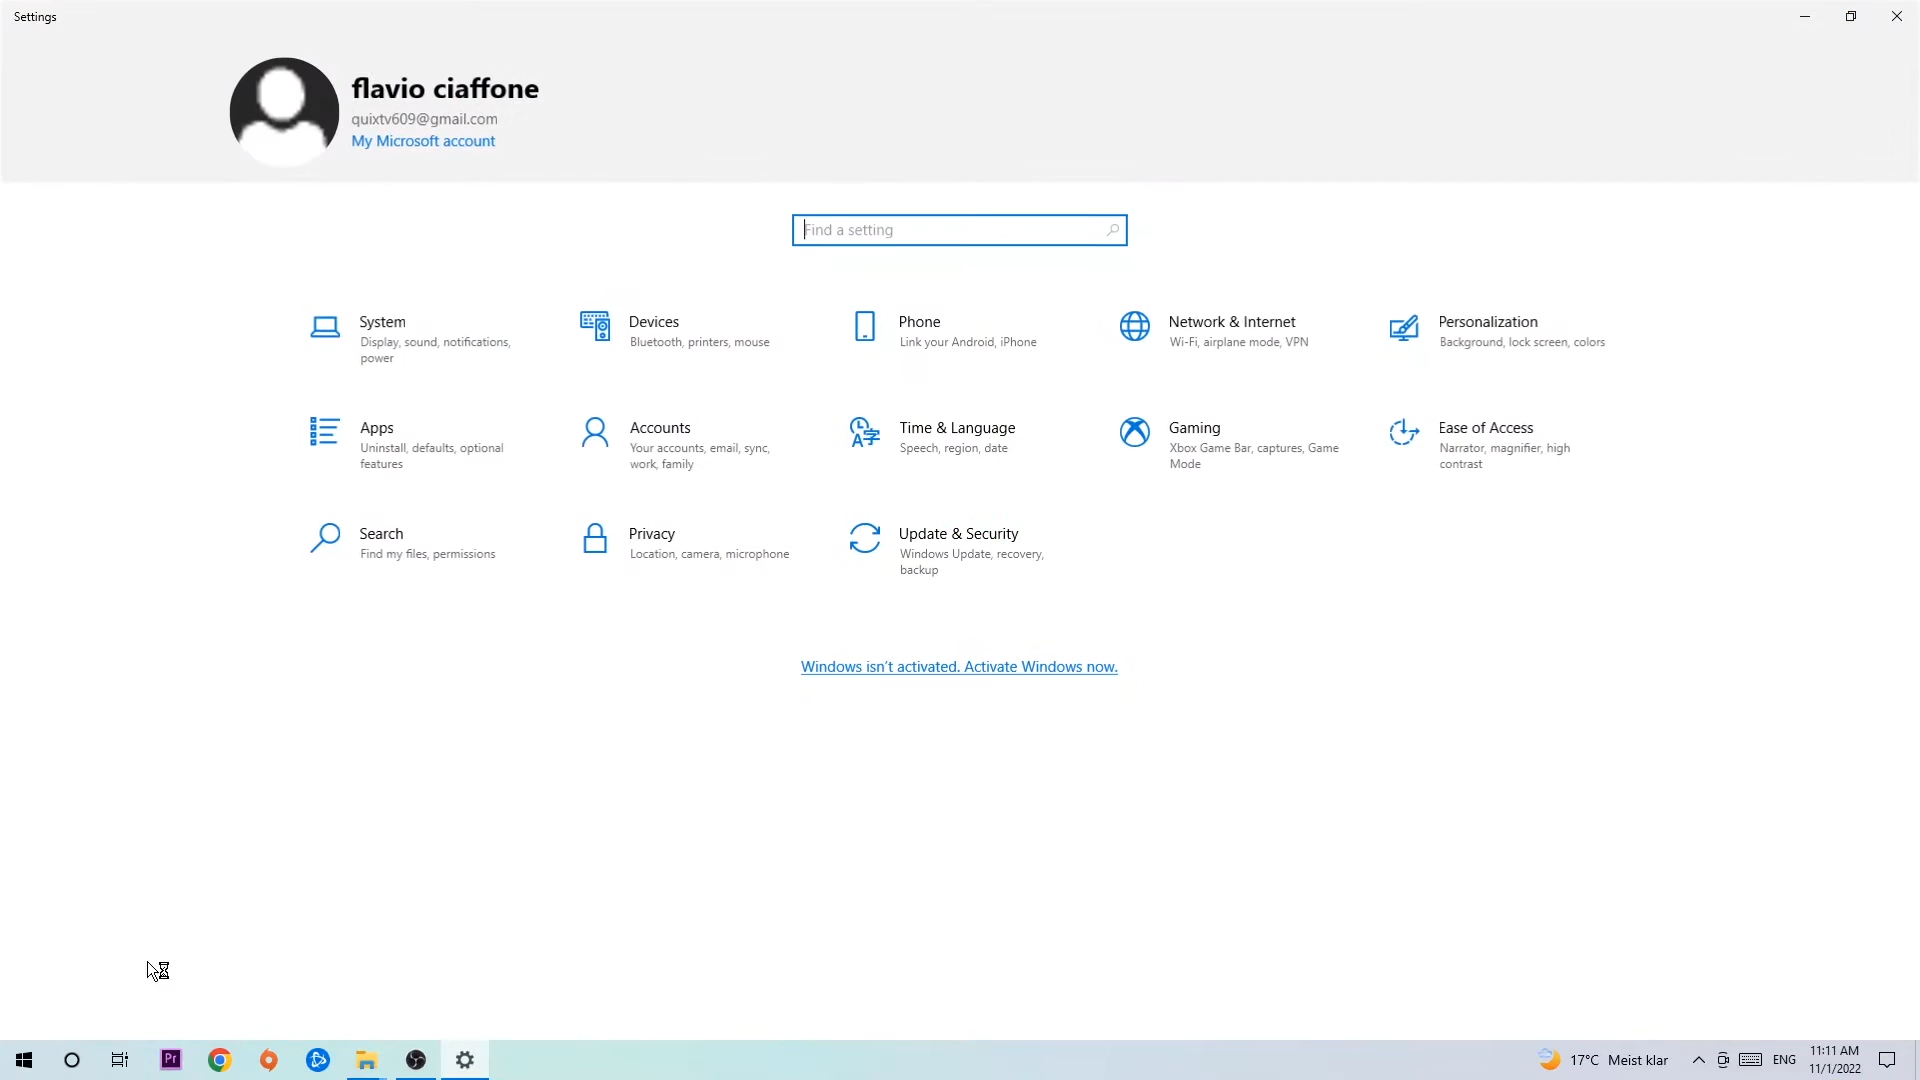 Settings
flavio ciaffone
quixtv609@gmail.com
My Microsoft account
Find a setting
System
Display, sound, notifications,
power
Devices
Bluetooth, printers, mouse
Phone
Link your Android, iPhone
Network & Internet
Wi-Fi, airplane mode, VPN
Personalization
Background, lock screen, colors
Apps
Uninstall, defaults, optional
features
Accounts
Your accounts, email, sync,
work, family
Time & Language
Speech, region, date
Gaming
Xbox Game Bar, captures, Game
Mode
Ease of Access
Narrator, magnifier, high
contrast
Search
Find my files, permissions
Privacy
Location, camera, microphone
Update & Security
Windows Update, recovery,
backup
Windows isn't activated. Activate Windows now.
Pr
17°C Meist klar
ENG
11:11 AM
11/1/2022